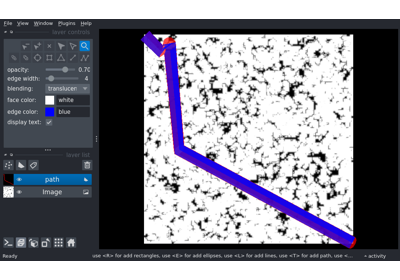 File View Window Plugins Help
layer controls
opacity: 0.70
edge width: 4
blending: translucen
face color: white
edge color: blue
display text:
layer list
path
Image
Ready
use <R> for add rectangles, use <E> for add ellipses, use <L> for add lines, use <T> for add path, use <...
activity